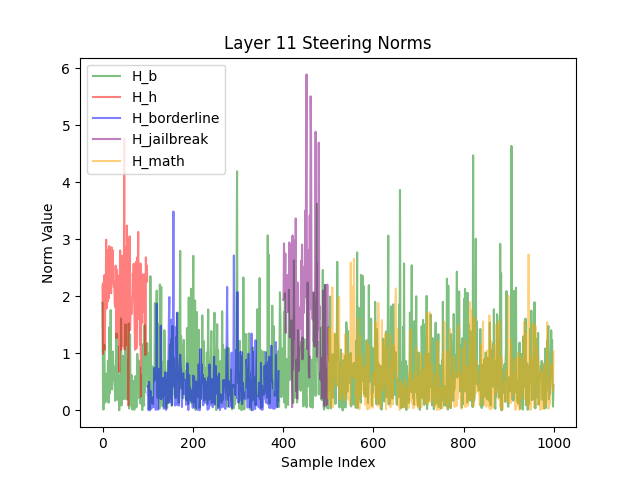 Layer 11 Steering Norms
H_b
H_h
H_borderline
H_jailbreak
H_math
Norm Value
6
5
4
3
2
1
0
0 200 400 600 800 1000
Sample Index